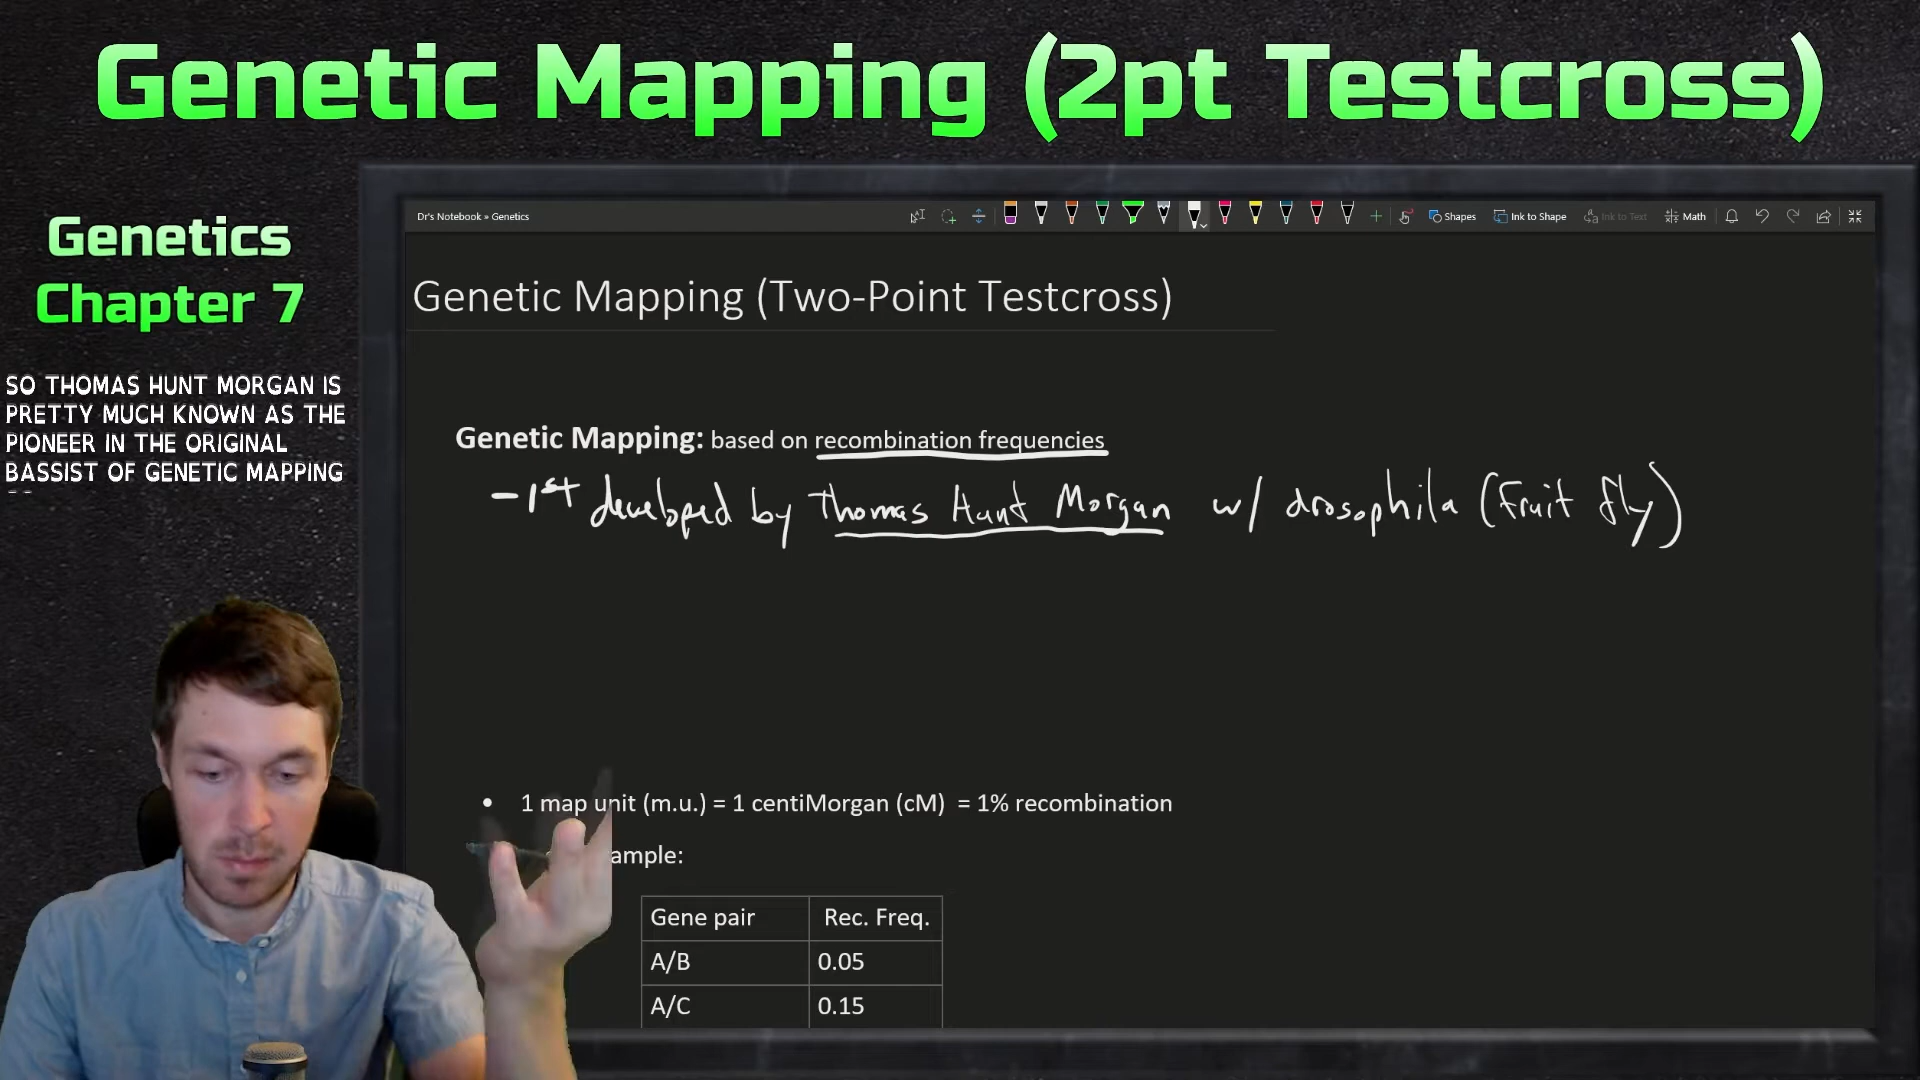 Genetic Mapping (2pt Testcross)
Genetics
Chapter 7
SO THOMAS HUNT MORGAN IS
PRETTY MUCH KNOWN AS THE
PIONEER IN THE ORIGINAL
BASSIST OF GENETIC MAPPING
Dr's Notebook » Genetics
Shapes
Ink to Shape
Ink to Text
Math
Genetic Mapping (Two-Point Testcross)
Genetic Mapping: based on recombination frequencies
- 1st developed by Thomas Hunt Morgan w/ drosophila (fruit fly)
• 1 map unit (m.u.) = 1 centiMorgan (cM) = 1% recombination
ample:
Gene pair Rec. Freq.
A/B 0.05
A/C 0.15